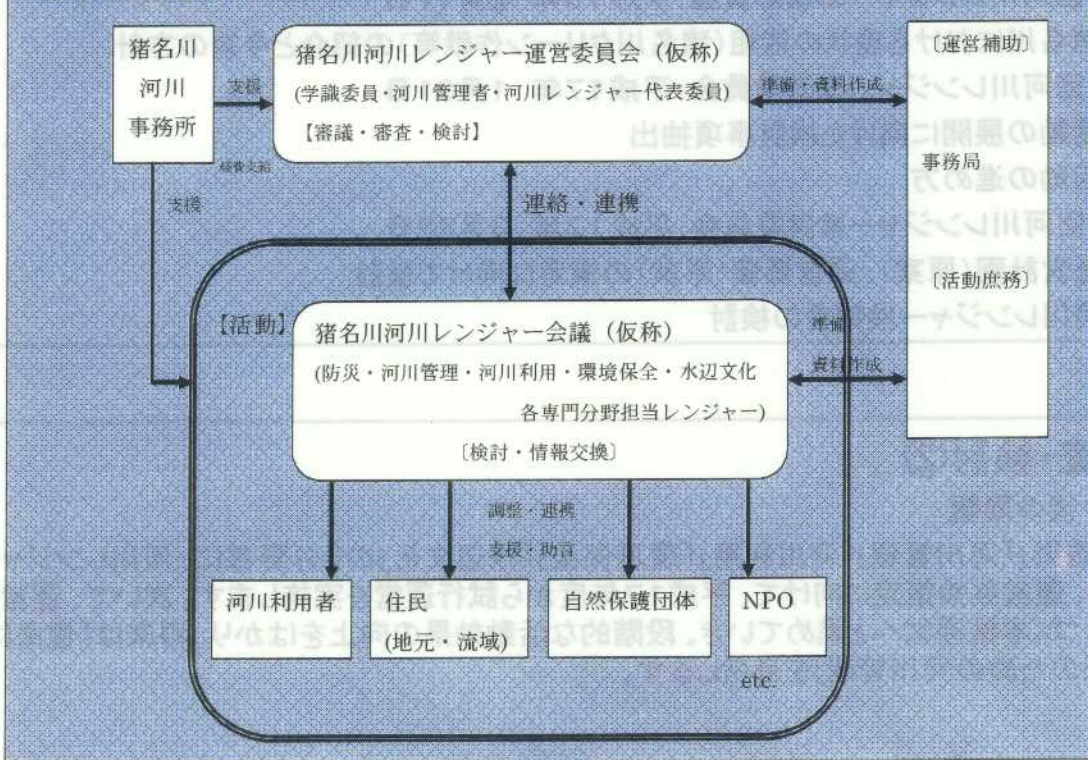 猪名川
河川
事務所
支援
経費支給
支援
猪名川河川レンジャー運営委員会（仮称）
(学識委員・河川管理者・河川レンジャー代表委員)
【審議・審査・検討】
準備・資料作成
〔運営補助〕
事務局
〔活動庶務〕
連絡・連携
【活動】
猪名川河川レンジャー会議（仮称）
(防災・河川管理・河川利用・環境保全・水辺文化
各専門分野担当レンジャー)
〔検討・情報交換〕
準備・
資料作成
調整・連携
支援・助言
河川利用者
住民
(地元・流域)
自然保護団体
NPO
etc.